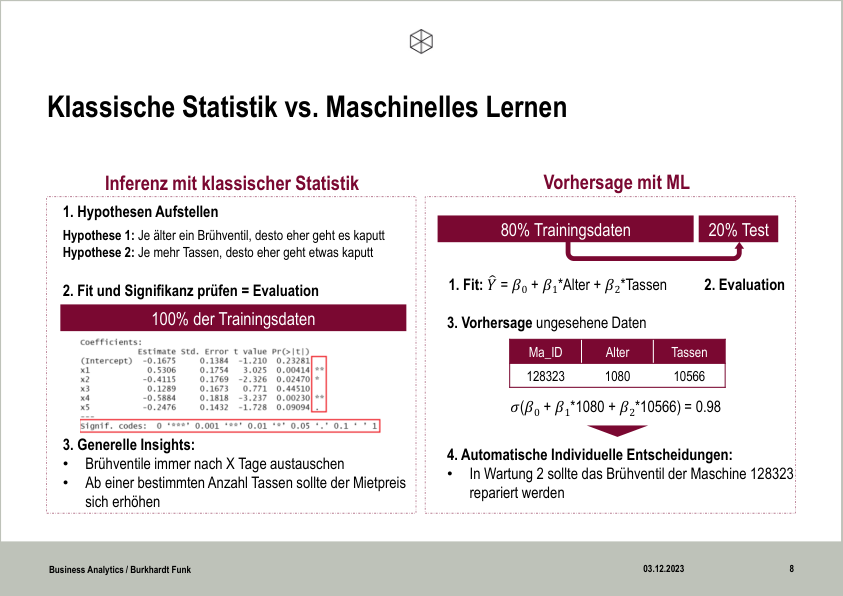 Klassische Statistik vs. Maschinelles Lernen
Inferenz mit klassischer Statistik
1. Hypothesen Aufstellen
Hypothese 1: Je älter ein Brühventil, desto eher geht es kaputt
Hypothese 2: Je mehr Tassen, desto eher geht etwas kaputt
2. Fit und Signifikanz prüfen = Evaluation
100% der Trainingsdaten
Coefficients:
Estimate Std. Error t value Pr(>|t|)
(Intercept) -0.1675 0.1384 -1.210 0.23281
x1 0.5306 0.1754 3.025 0.00414 **
x2 -0.4115 0.1769 -2.326 0.02470 *
x3 0.1289 0.1673 0.771 0.44510
x4 -0.5884 0.1818 -3.237 0.00230 **
x5 -0.2476 0.1432 -1.728 0.09094 .
---
Signif. codes: 0 '***' 0.001 '**' 0.01 '*' 0.05 '.' 0.1 ' ' 1
3. Generelle Insights:
• Brühventile immer nach X Tage austauschen
• Ab einer bestimmten Anzahl Tassen sollte der Mietpreis
sich erhöhen
Vorhersage mit ML
80% Trainingsdaten 20% Test
1. Fit: Ŷ = β₀ + β₁*Alter + β₂*Tassen 2. Evaluation
3. Vorhersage ungesehene Daten
Ma_ID Alter Tassen
128323 1080 10566
σ(β₀ + β₁*1080 + β₂*10566) = 0.98
4. Automatische Individuelle Entscheidungen:
• In Wartung 2 sollte das Brühventil der Maschine 128323
repariert werden
Business Analytics / Burkhardt Funk 03.12.2023 8